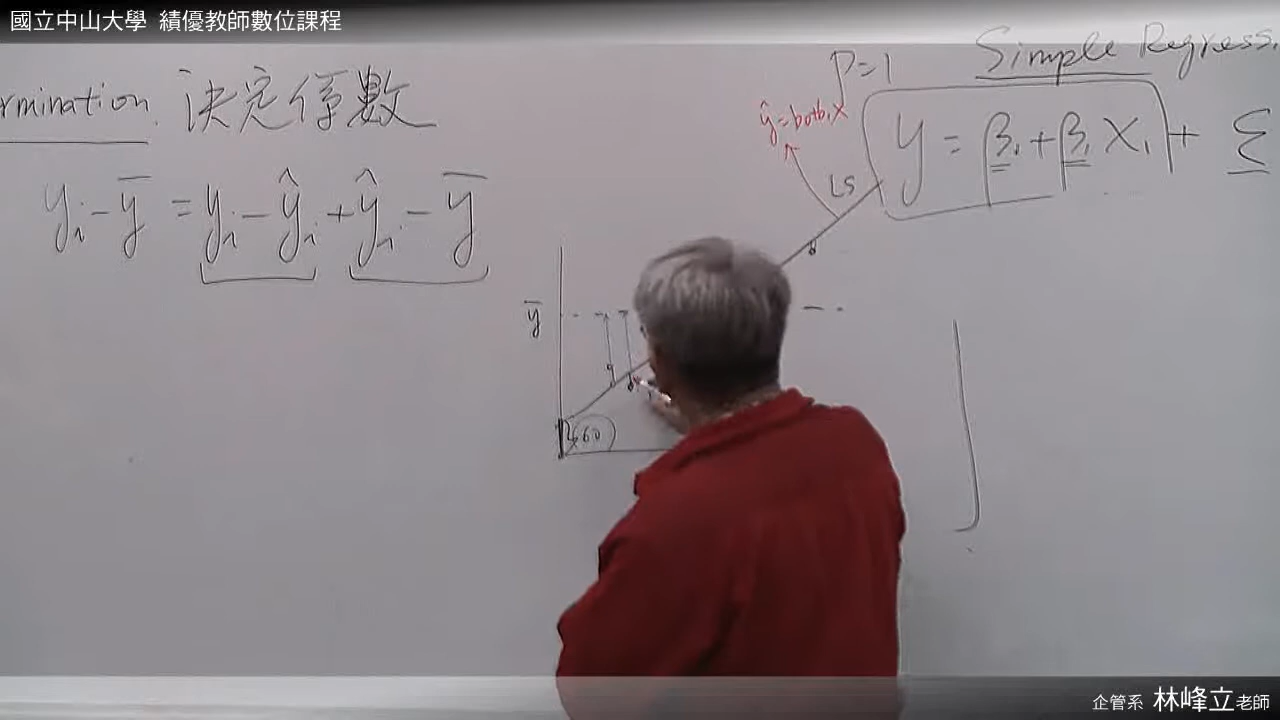 國立中山大學 績優教師數位課程
Simple Regress.
P=1
rmination. 決定係數
ŷ=b0+b1X
y = β1+β1 X1 + Σ
LS
yi-ȳ = yi-ŷi+ŷi-ȳ
ȳ
企管系 林峰立老師